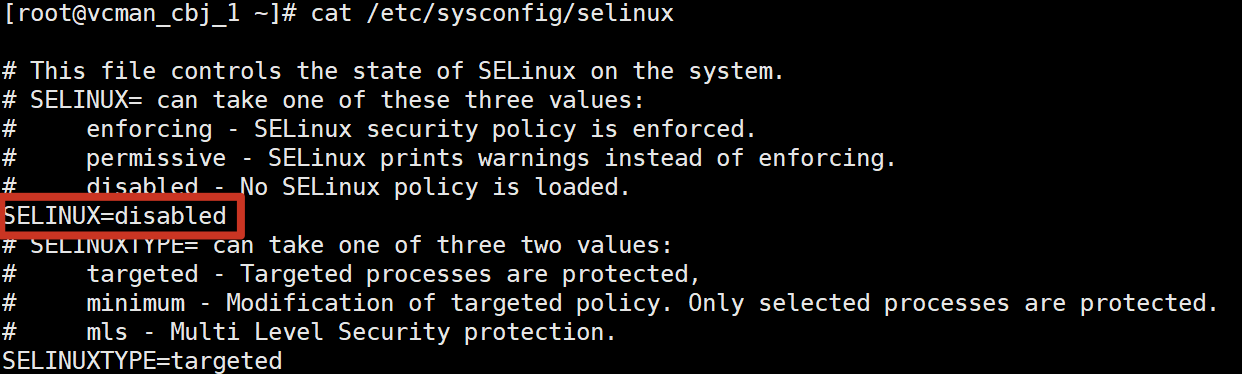 [root@vcman_cbj_1 ~]# cat /etc/sysconfig/selinux
# This file controls the state of SELinux on the system.
# SELINUX= can take one of these three values:
#     enforcing - SELinux security policy is enforced.
#     permissive - SELinux prints warnings instead of enforcing.
#     disabled - No SELinux policy is loaded.
SELINUX=disabled
# SELINUXTYPE= can take one of three two values:
#     targeted - Targeted processes are protected,
#     minimum - Modification of targeted policy. Only selected processes are protected.
#     mls - Multi Level Security protection.
SELINUXTYPE=targeted